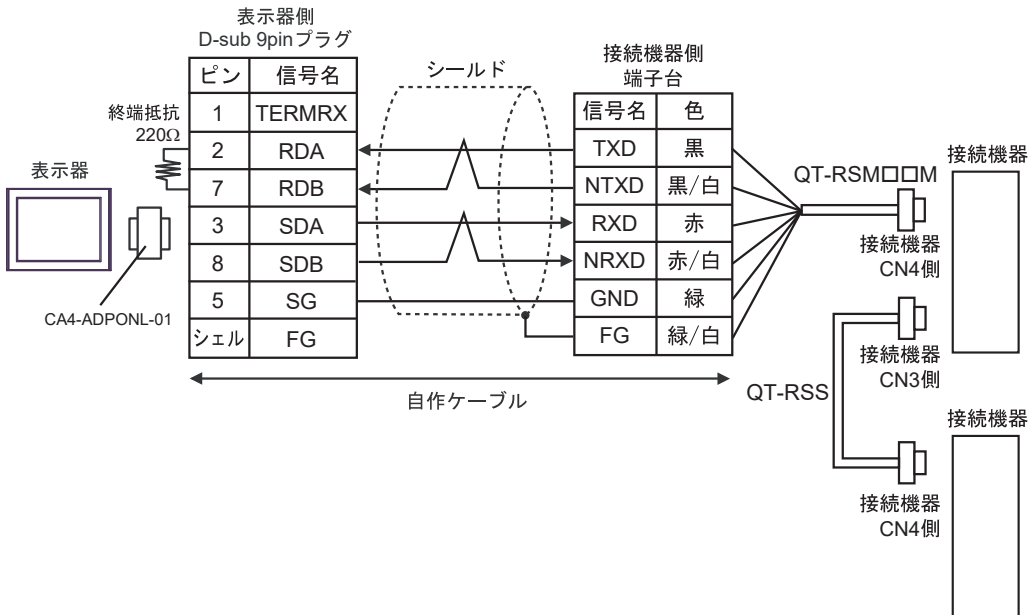 表示器側
D-sub 9pinプラグ
ピン 信号名
1 TERMRX
2 RDA
7 RDB
3 SDA
8 SDB
5 SG
シェル FG
終端抵抗
220Ω
表示器
CA4-ADPONL-01
シールド
接続機器側
端子台
信号名 色
TXD 黒
NTXD 黒/白
RXD 赤
NRXD 赤/白
GND 緑
FG 緑/白
自作ケーブル
QT-RSM□□M
接続機器
接続機器
CN4側
接続機器
CN3側
QT-RSS
接続機器
接続機器
CN4側